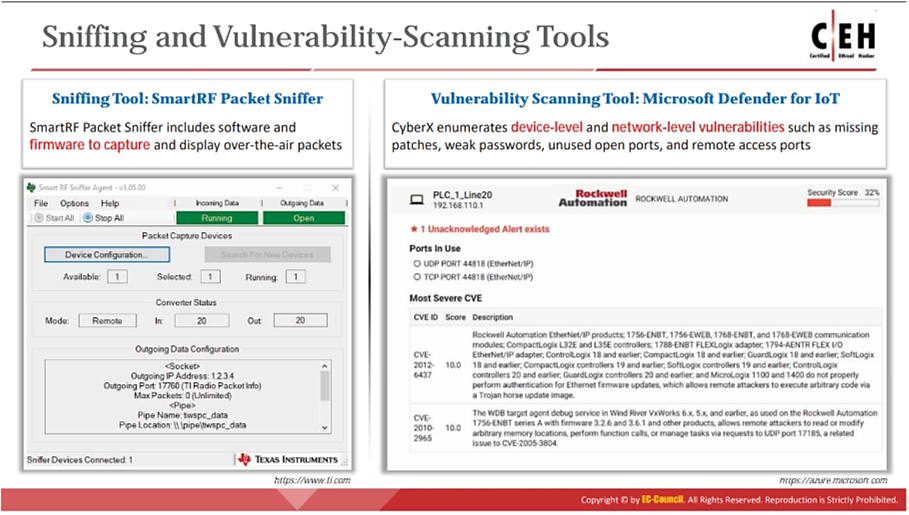 Sniffing and Vulnerability-Scanning Tools
C|EH
Certified Ethical Hacker
Sniffing Tool: SmartRF Packet Sniffer
SmartRF Packet Sniffer includes software and
firmware to capture and display over-the-air packets
Smart RF Sniffer Agent - v1.05.00
File Options Help
Incoming Data
Outgoing Data
Start All
Stop All
Running
Open
Packet Capture Devices
Device Configuration...
Search For New Devices
Available: 1 Selected: 1 Running: 1
Converter Status
Mode: Remote In: 20 Out: 20
Outgoing Data Configuration
<Socket>
Outgoing IP Address: 1.2.3.4
Outgoing Port: 17760 (TI Radio Packet Info)
Max Packets: 0 (Unlimited)
<Pipe>
Pipe Name: twspc_data
Pipe Location: \\.\pipe\twspc_data
Sniffer Devices Connected: 1
TEXAS INSTRUMENTS
https://www.ti.com
Vulnerability Scanning Tool: Microsoft Defender for IoT
CyberX enumerates device-level and network-level vulnerabilities such as missing
patches, weak passwords, unused open ports, and remote access ports
PLC_1_Line20
192.168.110.1
Rockwell
Automation
ROCKWELL AUTOMATION
Security Score 32%
★ 1 Unacknowledged Alert exists
Ports In Use
UDP PORT 44818 (EtherNet/IP)
TCP PORT 44818 (EtherNet/IP)
Most Severe CVE
CVE ID Score Description
CVE-
2012-
6437
10.0
Rockwell Automation EtherNet/IP products; 1756-ENBT, 1756-EWEB, 1768-ENBT, and 1768-EWEB communication
modules; CompactLogix L32E and L35E controllers; 1788-ENBT FLEXLogix adapter; 1794-AENTR FLEX I/O
EtherNet/IP adapter; ControlLogix 18 and earlier; CompactLogix 18 and earlier; GuardLogix 18 and earlier; SoftLogix
18 and earlier; CompactLogix controllers 19 and earlier; SoftLogix controllers 19 and earlier; ControlLogix
controllers 20 and earlier; GuardLogix controllers 20 and earlier; and MicroLogix 1100 and 1400 do not properly
perform authentication for Ethernet firmware updates, which allows remote attackers to execute arbitrary code via
a Trojan horse update image.
CVE-
2010-
2965
10.0
The WDB target agent debug service in Wind River VxWorks 6.x, 5.x, and earlier, as used on the Rockwell Automation
1756-ENBT series A with firmware 3.2.6 and 3.6.1 and other products, allows remote attackers to read or modify
arbitrary memory locations, perform function calls, or manage tasks via requests to UDP port 17185, a related
issue to CVE-2005-3804.
https://azure.microsoft.com
Copyright © by EC-Council. All Rights Reserved. Reproduction is Strictly Prohibited.